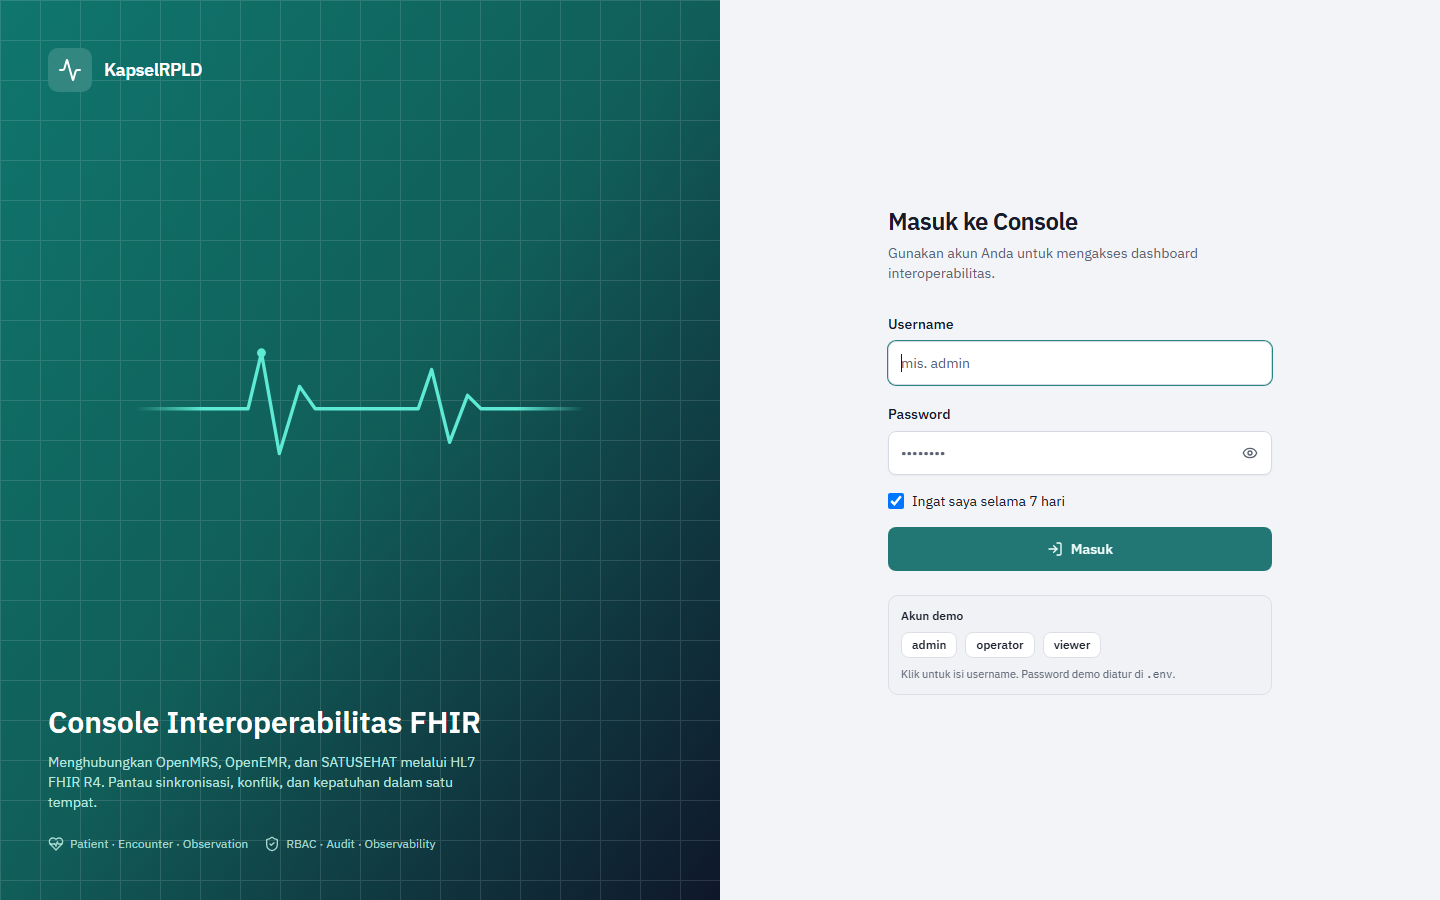 KapselRPLD
Console Interoperabilitas FHIR
Menghubungkan OpenMRS, OpenEMR, dan SATUSEHAT melalui HL7
FHIR R4. Pantau sinkronisasi, konflik, dan kepatuhan dalam satu
tempat.
Patient · Encounter · Observation
RBAC · Audit · Observability
Masuk ke Console
Gunakan akun Anda untuk mengakses dashboard
interoperabilitas.
Username
mis. admin
Password
••••••••
Ingat saya selama 7 hari
Masuk
Akun demo
admin
operator
viewer
Klik untuk isi username. Password demo diatur di .env.